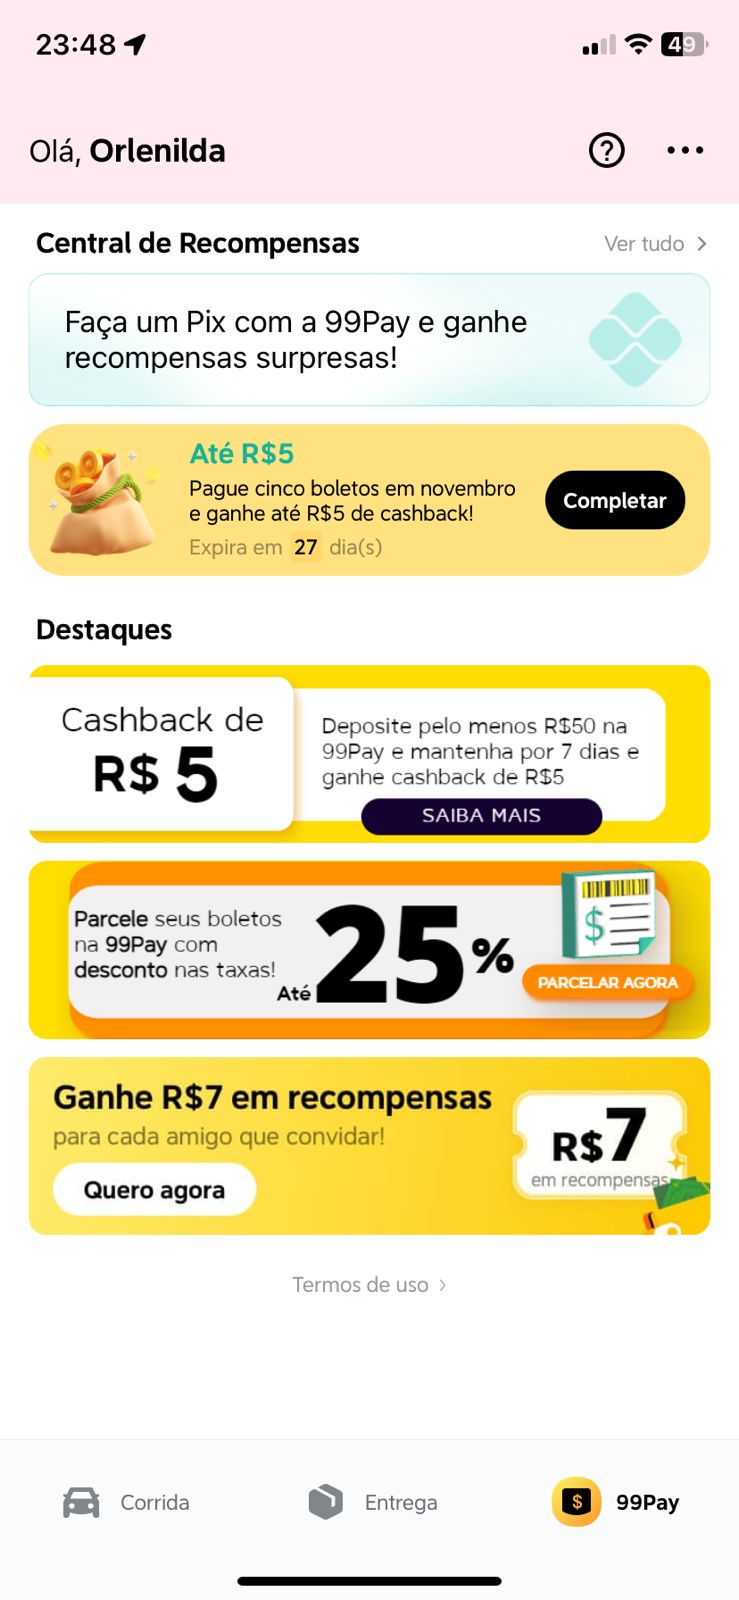 23:48
49
Olá, Orlenilda
Central de Recompensas
Ver tudo
Faça um Pix com a 99Pay e ganhe
recompensas surpresas!
Até R$5
Pague cinco boletos em novembro
e ganhe até R$5 de cashback!
Expira em 27 dia(s)
Completar
Destaques
Cashback de
R$ 5
Deposite pelo menos R$50 na
99Pay e mantenha por 7 dias e
ganhe cashback de R$5
SAIBA MAIS
Parcele seus boletos
na 99Pay com
desconto nas taxas!
Até 25%
$
PARCELAR AGORA
Ganhe R$7 em recompensas
para cada amigo que convidar!
Quero agora
R$7
em recompensas
Termos de uso
Corrida
Entrega
$
99Pay